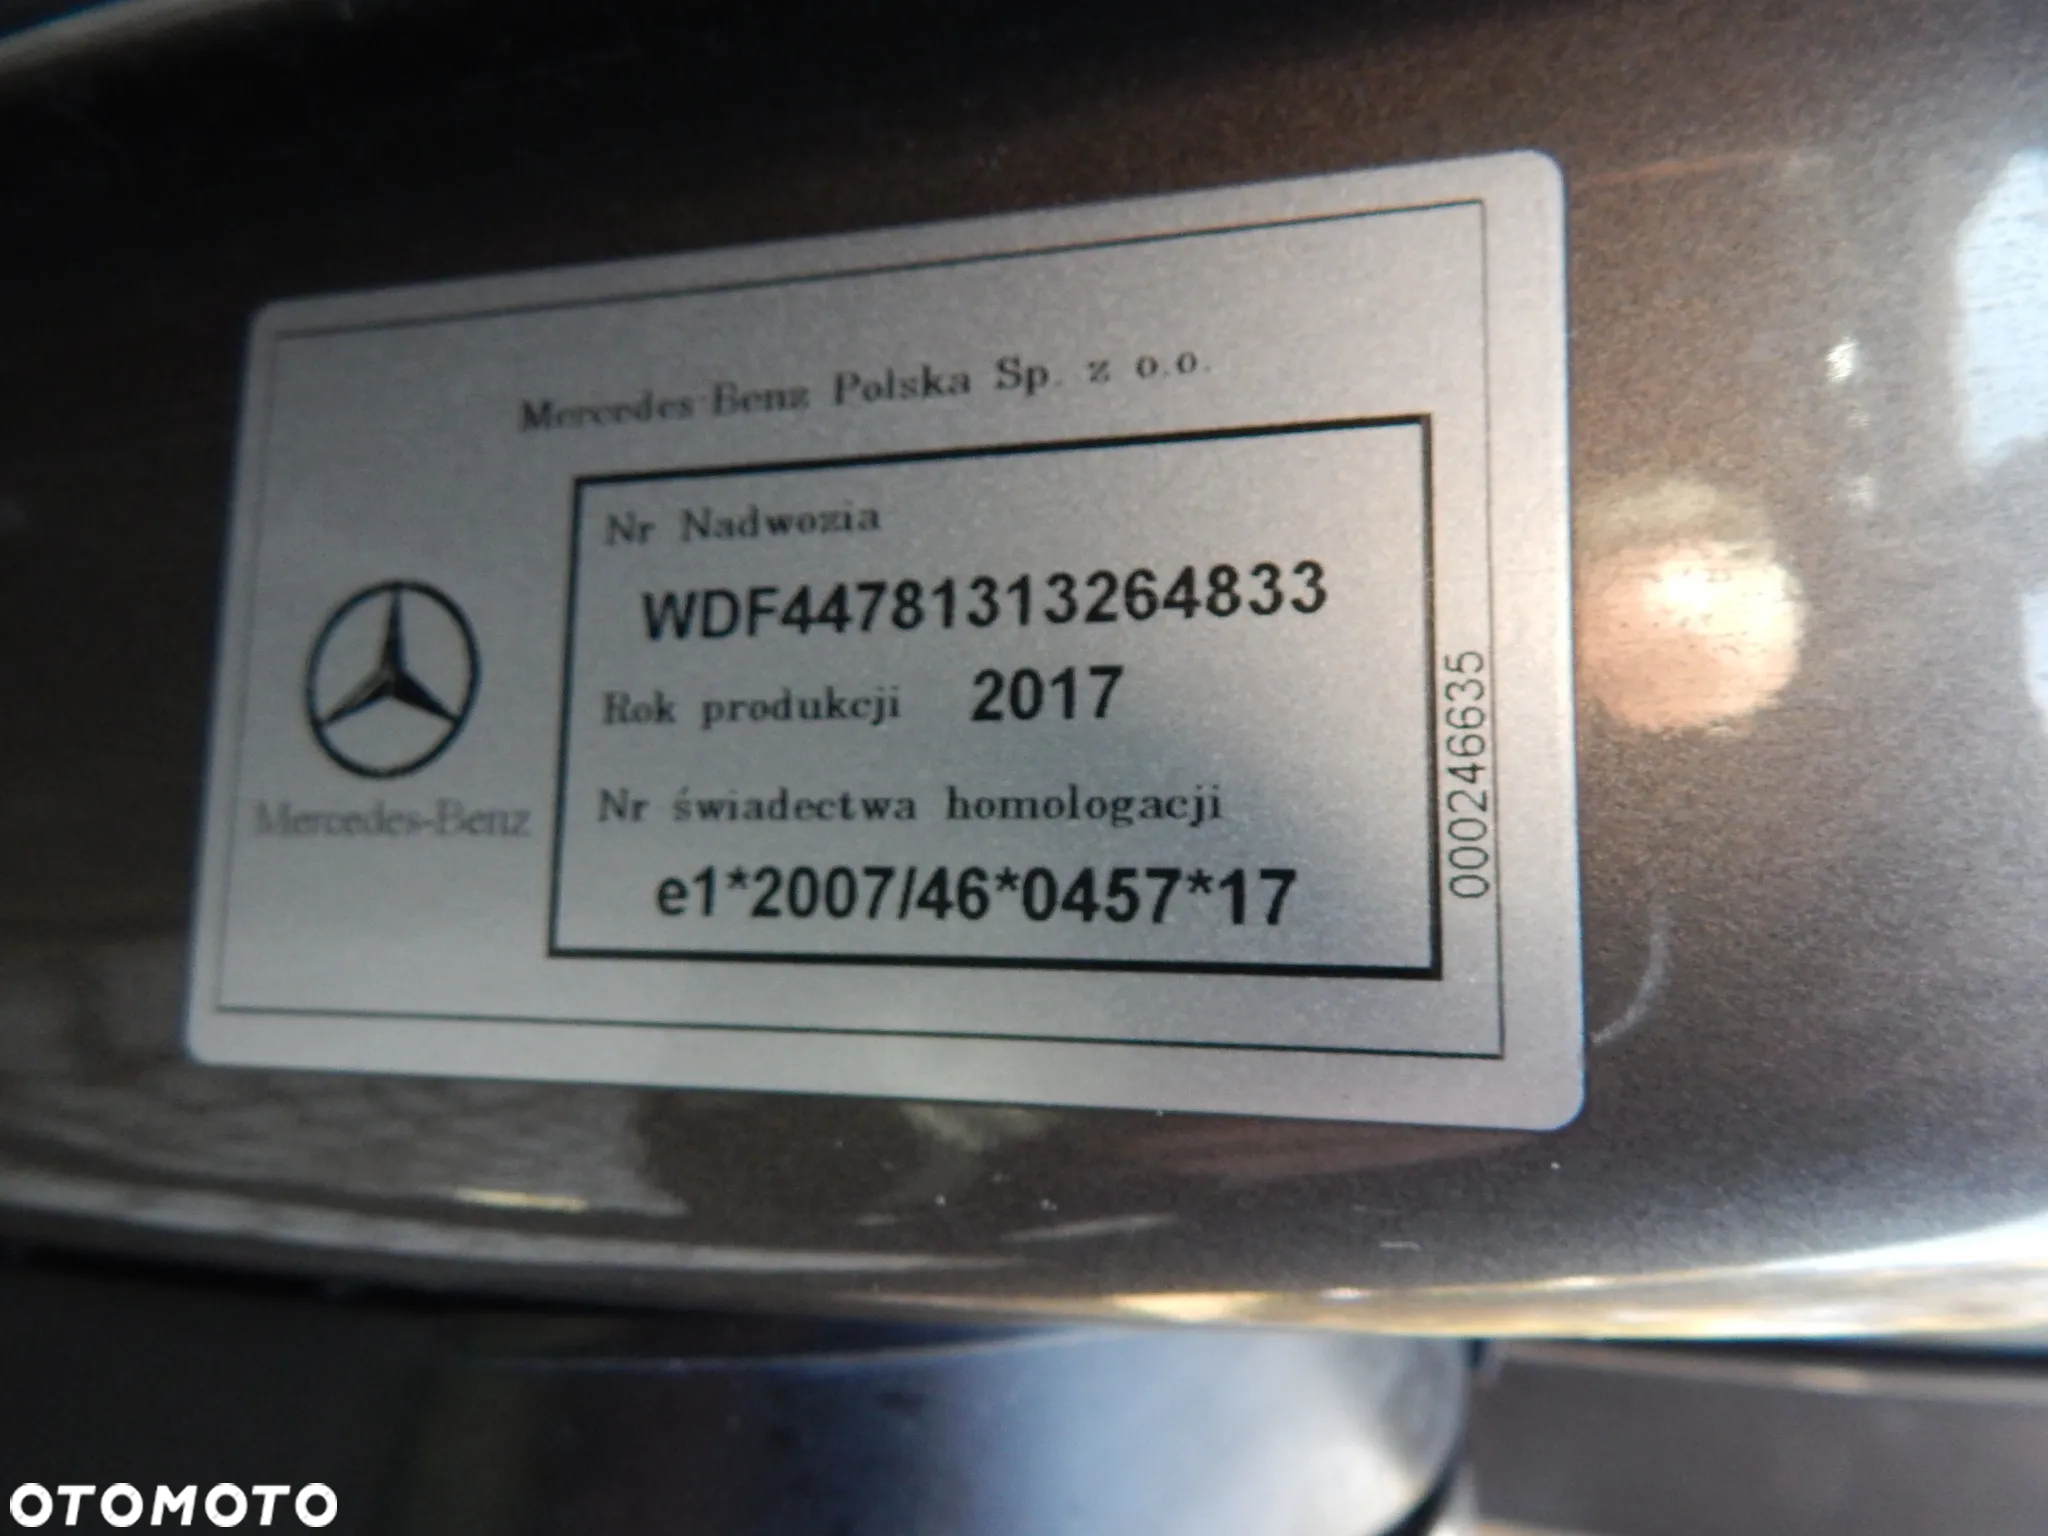 Mercedes-Benz Polska Sp. z o.o.
Nr Nadwozia
WDF44781313264833
Rok produkcji 2017
Nr świadectwa homologacji
e1*2007/46*0457*17
Mercedes-Benz
000246635
OTOMOTO